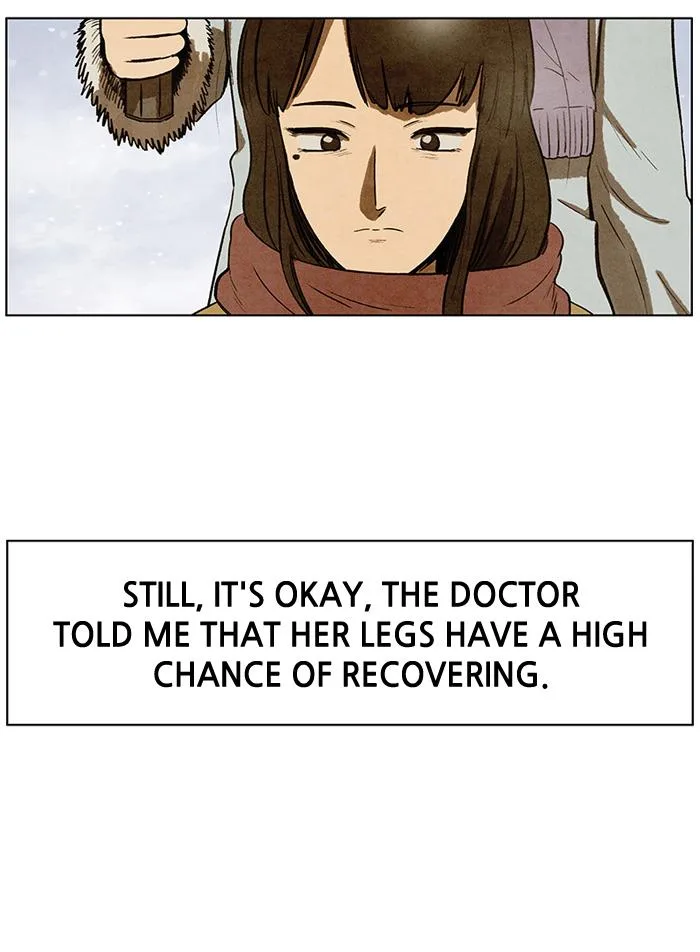 STILL, IT'S OKAY, THE DOCTOR
TOLD ME THAT HER LEGS HAVE A HIGH
CHANCE OF RECOVERING.